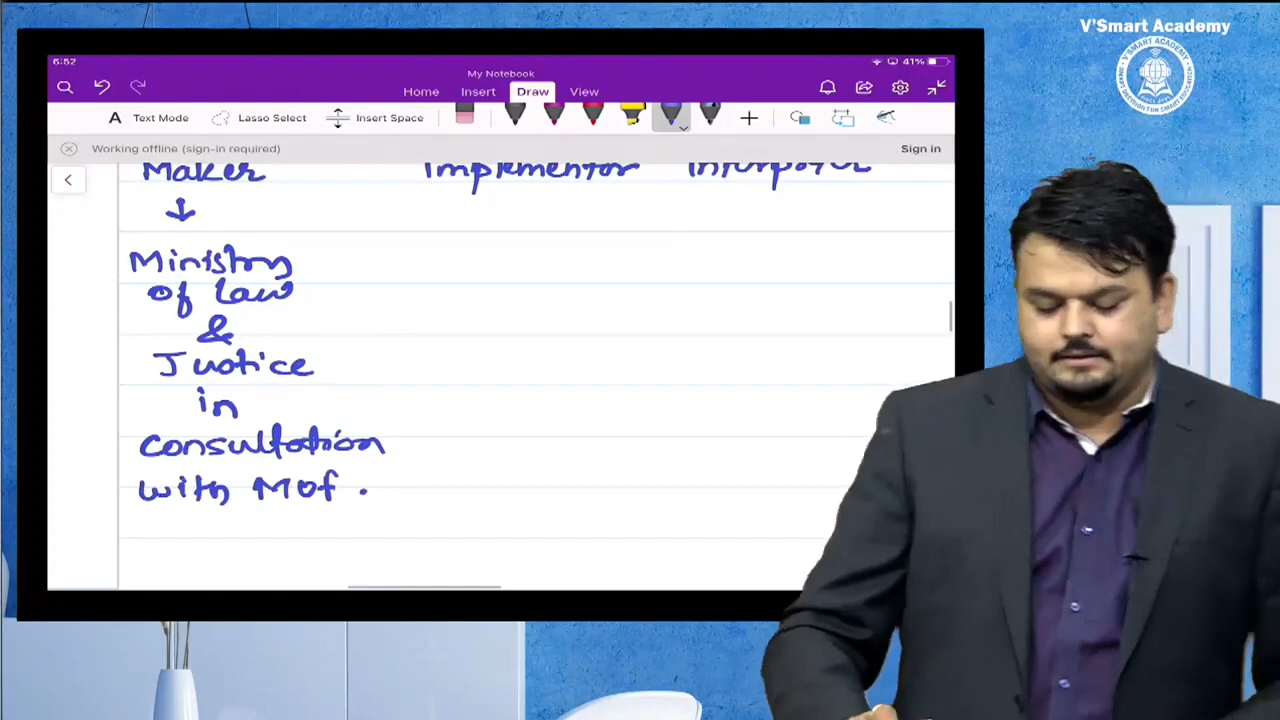 V'Smart Academy
6:52
41%
My Notebook
Home Insert Draw View
A Text Mode Lasso Select Insert Space
Working offline (sign-in required) Sign in
Maker Implementor
↓
Ministry
of law
&
Justice
in
Consultation
with MOF.